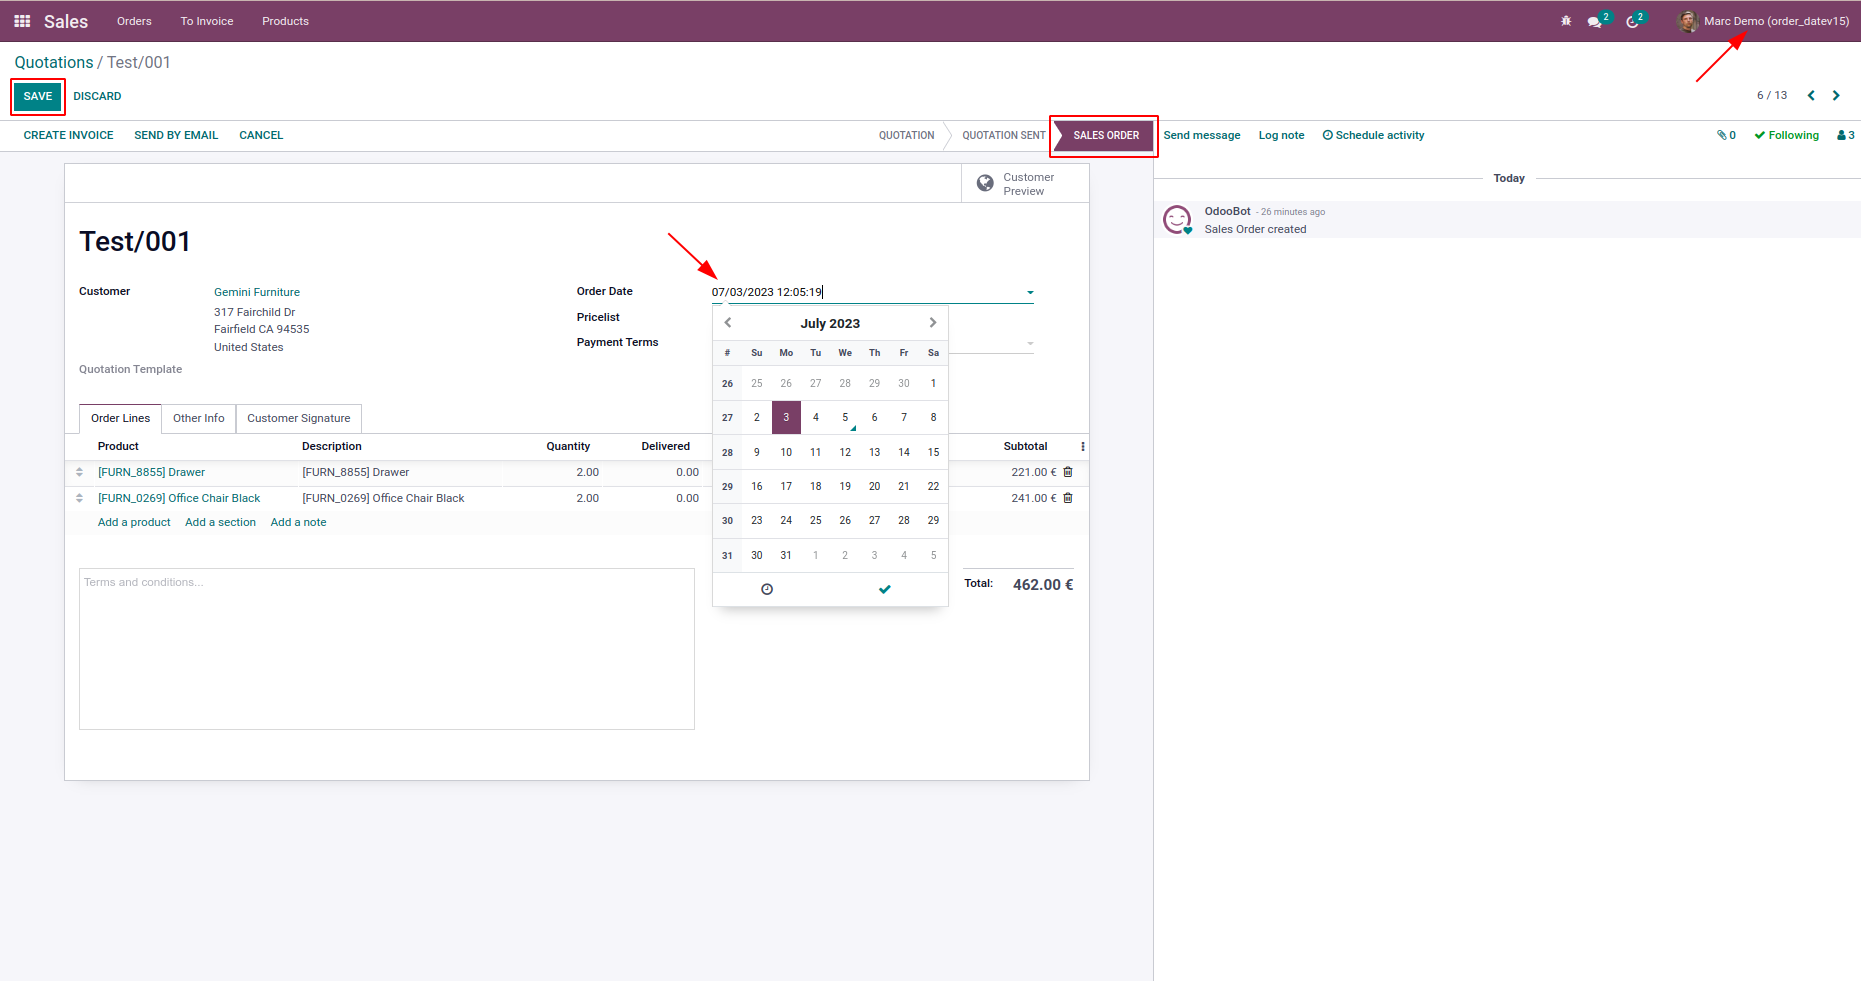 Sales Orders To Invoice Products 2 2 Marc Demo (order_datev15)
Quotations / Test/001
SAVE DISCARD 6 / 13
CREATE INVOICE SEND BY EMAIL CANCEL QUOTATION QUOTATION SENT SALES ORDER Send message Log note Schedule activity 0 Following 3
Customer
Preview
Today
OdooBot - 26 minutes ago
Sales Order created
Test/001
Customer Gemini Furniture
317 Fairchild Dr
Fairfield CA 94535
United States
Quotation Template
Order Date 07/03/2023 12:05:19
Pricelist
Payment Terms
July 2023
# Su Mo Tu We Th Fr Sa
26 25 26 27 28 29 30 1
27 2 3 4 5 6 7 8
28 9 10 11 12 13 14 15
29 16 17 18 19 20 21 22
30 23 24 25 26 27 28 29
31 30 31 1 2 3 4 5
Order Lines Other Info Customer Signature
Product Description Quantity Delivered Subtotal
[FURN_8855] Drawer [FURN_8855] Drawer 2.00 0.00 221.00 €
[FURN_0269] Office Chair Black [FURN_0269] Office Chair Black 2.00 0.00 241.00 €
Add a product Add a section Add a note
Terms and conditions...
Total: 462.00 €